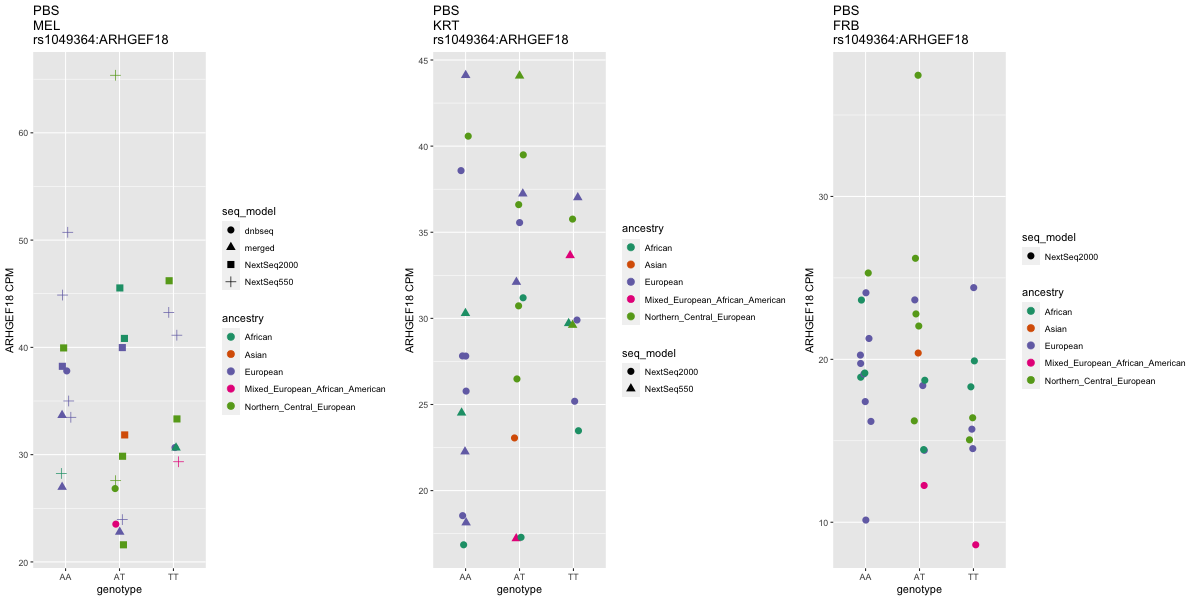 PBS
MEL
rs1049364:ARHGEF18
ARHGEF18 CPM
60
50
40
30
20
AA
AT
TT
genotype
seq_model
dnbseq
merged
NextSeq2000
NextSeq550
ancestry
African
Asian
European
Mixed_European_African_American
Northern_Central_European
PBS
KRT
rs1049364:ARHGEF18
ARHGEF18 CPM
45
40
35
30
25
20
AA
AT
TT
genotype
ancestry
African
Asian
European
Mixed_European_African_American
Northern_Central_European
seq_model
NextSeq2000
NextSeq550
PBS
FRB
rs1049364:ARHGEF18
ARHGEF18 CPM
30
20
10
AA
AT
TT
genotype
seq_model
NextSeq2000
ancestry
African
Asian
European
Mixed_European_African_American
Northern_Central_European